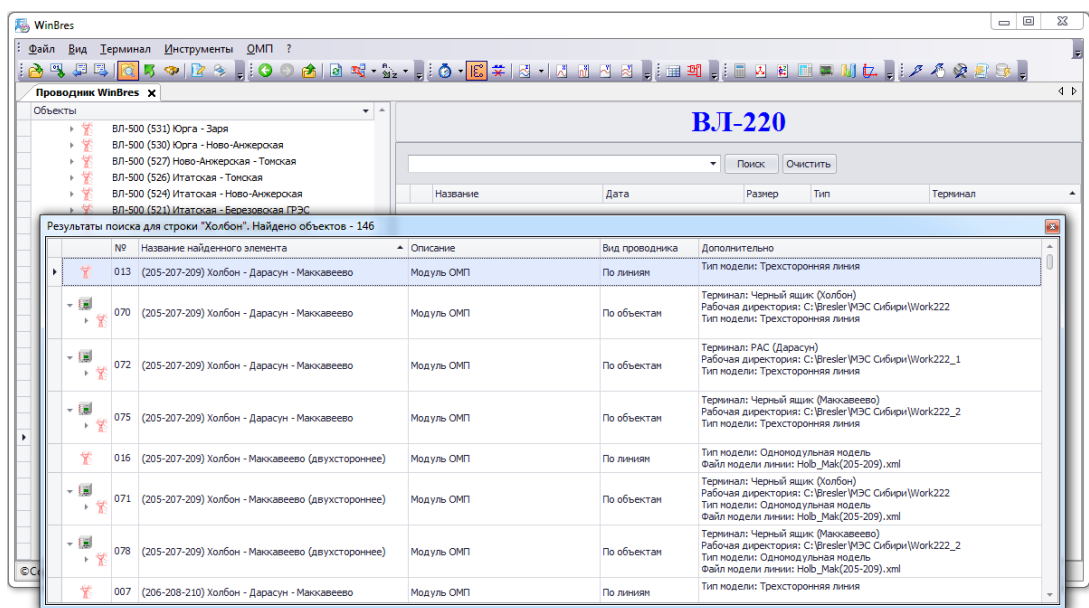 WinBres
Файл Вид Терминал Инструменты ОМП ?
Проводник WinBres
Объекты
ВЛ-500 (531) Юрга - Заря
ВЛ-500 (530) Юрга - Ново-Анжерская
ВЛ-500 (527) Ново-Анжерская - Томская
ВЛ-500 (526) Итатская - Томская
ВЛ-500 (524) Итатская - Ново-Анжерская
ВЛ-500 (521) Итатская - Березовская ГРЭС
ВЛ-220
Поиск Очистить
Название Дата Размер Тип Терминал
Результаты поиска для строки "Холбон". Найдено объектов - 146
№ Название найденного элемента Описание Вид проводника Дополнительно
013 (205-207-209) Холбон - Дарасун - Маккавеево Модуль ОМП По линиям Тип модели: Трехсторонняя линия
070 (205-207-209) Холбон - Дарасун - Маккавеево Модуль ОМП По объектам
Терминал: Черный ящик (Холбон)
Рабочая директория: C:\Bresler\МЭС Сибири\Work222
Тип модели: Трехсторонняя линия
072 (205-207-209) Холбон - Дарасун - Маккавеево Модуль ОМП По объектам
Терминал: РАС (Дарасун)
Рабочая директория: C:\Bresler\МЭС Сибири\Work222_1
Тип модели: Трехсторонняя линия
075 (205-207-209) Холбон - Дарасун - Маккавеево Модуль ОМП По объектам
Терминал: Черный ящик (Маккавеево)
Рабочая директория: C:\Bresler\МЭС Сибири\Work222_2
Тип модели: Трехсторонняя линия
016 (205-207-209) Холбон - Маккавеево (двухстороннее) Модуль ОМП По линиям
Тип модели: Одномодульная модель
Файл модели линии: Holb_Mak(205-209).xml
071 (205-207-209) Холбон - Маккавеево (двухстороннее) Модуль ОМП По объектам
Терминал: Черный ящик (Холбон)
Рабочая директория: C:\Bresler\МЭС Сибири\Work222
Тип модели: Одномодульная модель
Файл модели линии: Holb_Mak(205-209).xml
078 (205-207-209) Холбон - Маккавеево (двухстороннее) Модуль ОМП По объектам
Терминал: Черный ящик (Маккавеево)
Рабочая директория: C:\Bresler\МЭС Сибири\Work222_2
Тип модели: Одномодульная модель
Файл модели линии: Holb_Mak(205-209).xml
007 (206-208-210) Холбон - Дарасун - Маккавеево Модуль ОМП По линиям Тип модели: Трехсторонняя линия